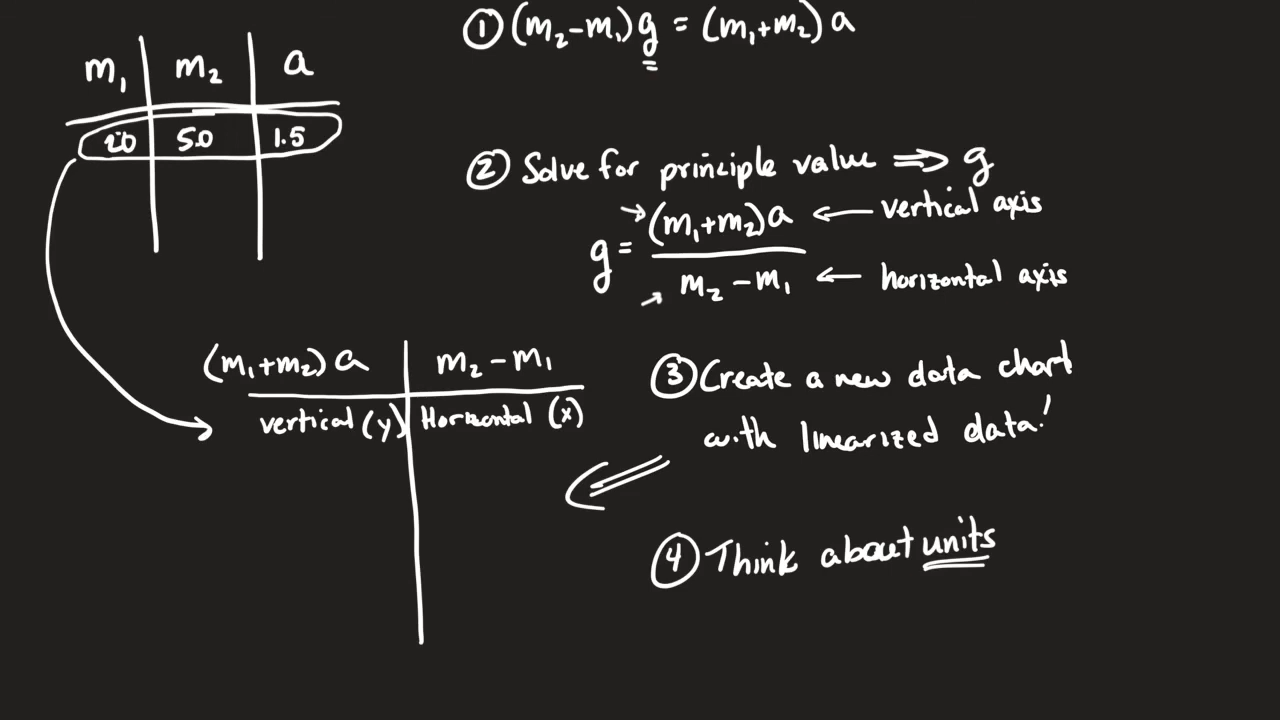 ① (m₂-m₁)g = (m₁+m₂)a
m₁ | m₂ | a
2.0 | 5.0 | 1.5
② Solve for principle value ⇒ g
g = (m₁+m₂)a / m₂-m₁
← vertical axis
← horizontal axis
(m₁+m₂)a | m₂-m₁
vertical (y) | Horizontal (x)
③ Create a new data chart
with linearized data!
④ Think about units